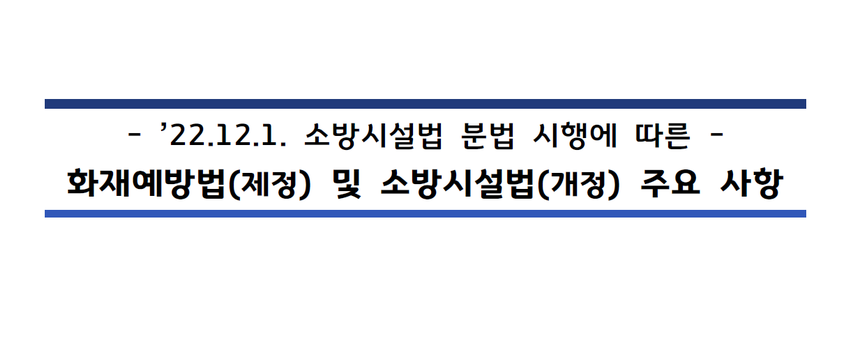 - ’22.12.1. 소방시설법 분법 시행에 따른 -
화재예방법(제정) 및 소방시설법(개정) 주요 사항